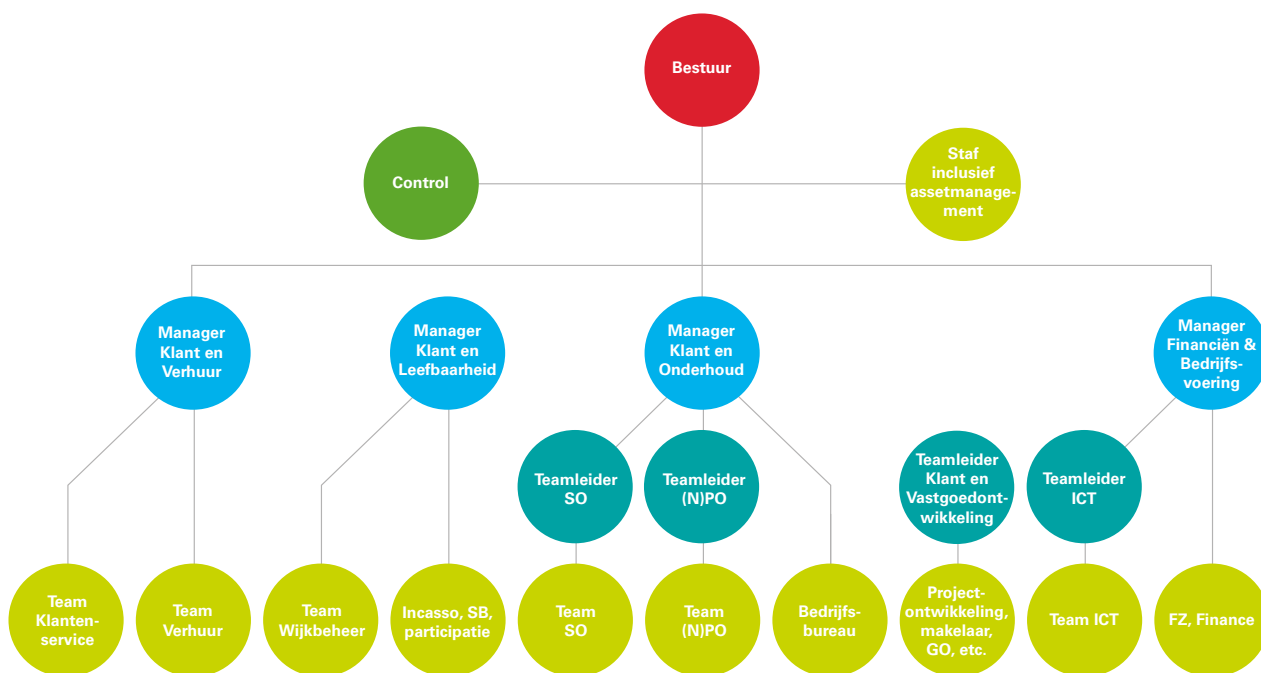 Bestuur
Control
Staf
inclusief
assetmanage-
ment
Manager
Klant en
Verhuur
Manager
Klant en
Leefbaarheid
Manager
Klant en
Onderhoud
Manager
Financiën &
Bedrijfs-
voering
Teamleider
SO
Teamleider
(N)PO
Teamleider
Klant en
Vastgoedont-
wikkeling
Teamleider
ICT
Team
Klanten-
service
Team
Verhuur
Team
Wijkbeheer
Incasso, SB,
participatie
Team
SO
Team
(N)PO
Bedrijfs-
bureau
Project-
ontwikkeling,
makelaar,
GO, etc.
Team ICT
FZ, Finance